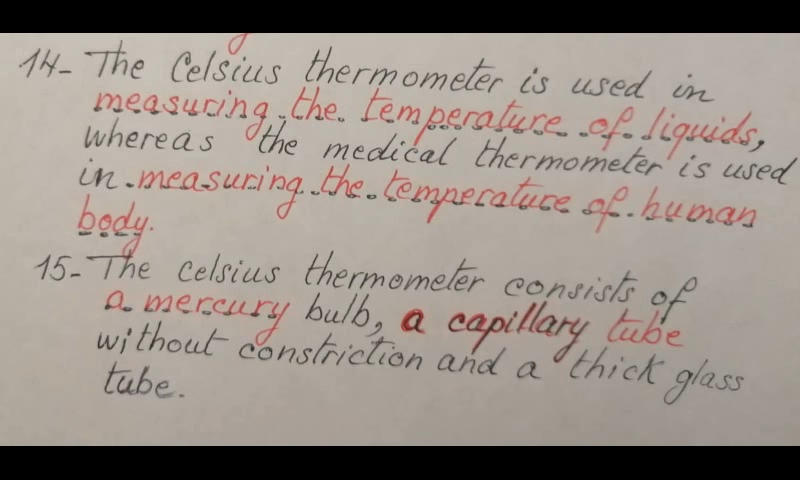 14- The Celsius thermometer is used in
measuring the temperature of liquids,
whereas the medical thermometer is used
in measuring the temperature of human
body.
15- The celsius thermometer consists of
a mercury bulb, a capillary tube
without constriction and a thick glass
tube.